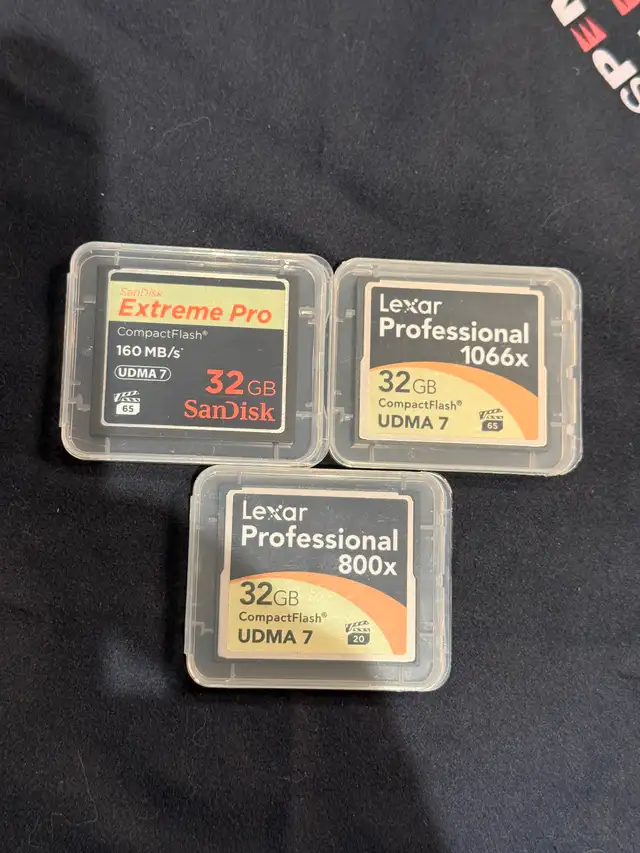 SPEN
SanDisk
Extreme Pro
CompactFlash®
160 MB/s*
UDMA 7
32 GB
65
SanDisk
Lexar
Professional
1066x
32 GB
CompactFlash®
UDMA 7
65
Lexar
Professional
800x
32 GB
CompactFlash®
UDMA 7
20